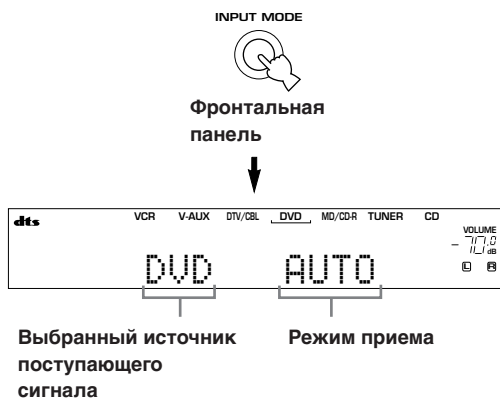 INPUT MODE
Фронтальная
панель
dts VCR V-AUX DTV/CBL DVD MD/CD-R TUNER CD
VOLUME
-70.0
dB
DVD AUTO L R
Выбранный источник Режим приема
поступающего
сигнала